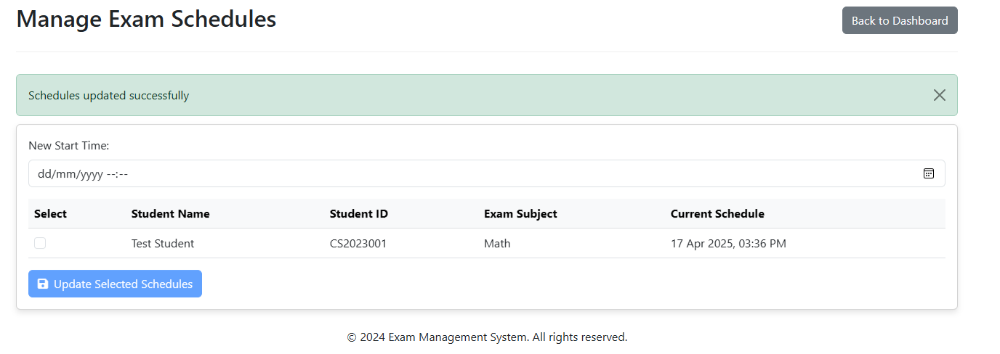 Manage Exam Schedules
Back to Dashboard
Schedules updated successfully
New Start Time:
dd/mm/yyyy --:--
Select Student Name Student ID Exam Subject Current Schedule
Test Student CS2023001 Math 17 Apr 2025, 03:36 PM
Update Selected Schedules
© 2024 Exam Management System. All rights reserved.